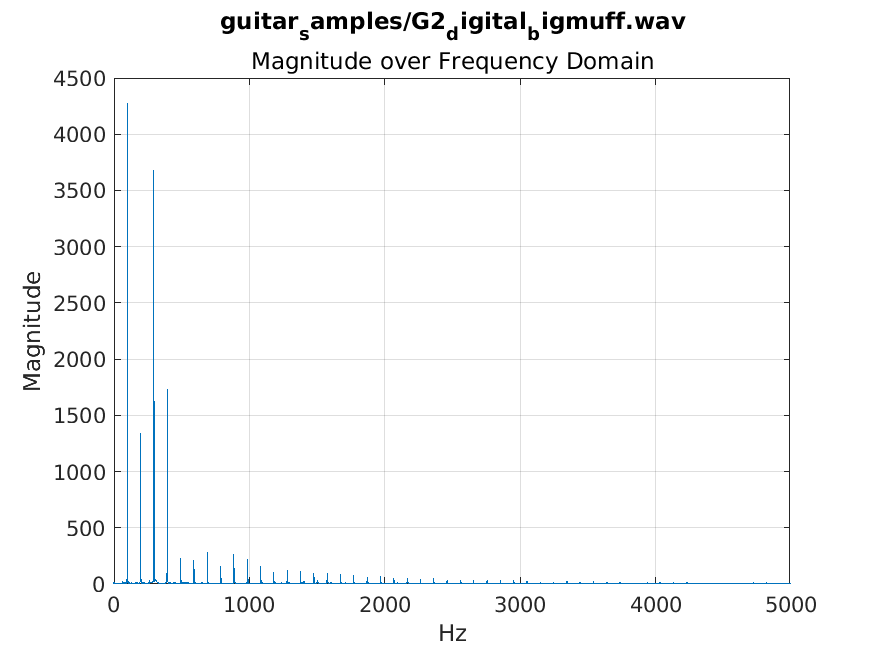 guitar_samples/G2_digital_bigmuff.wav
Magnitude over Frequency Domain
4500
4000
3500
3000
2500
2000
1500
1000
500
0
Magnitude
0 1000 2000 3000 4000 5000
Hz